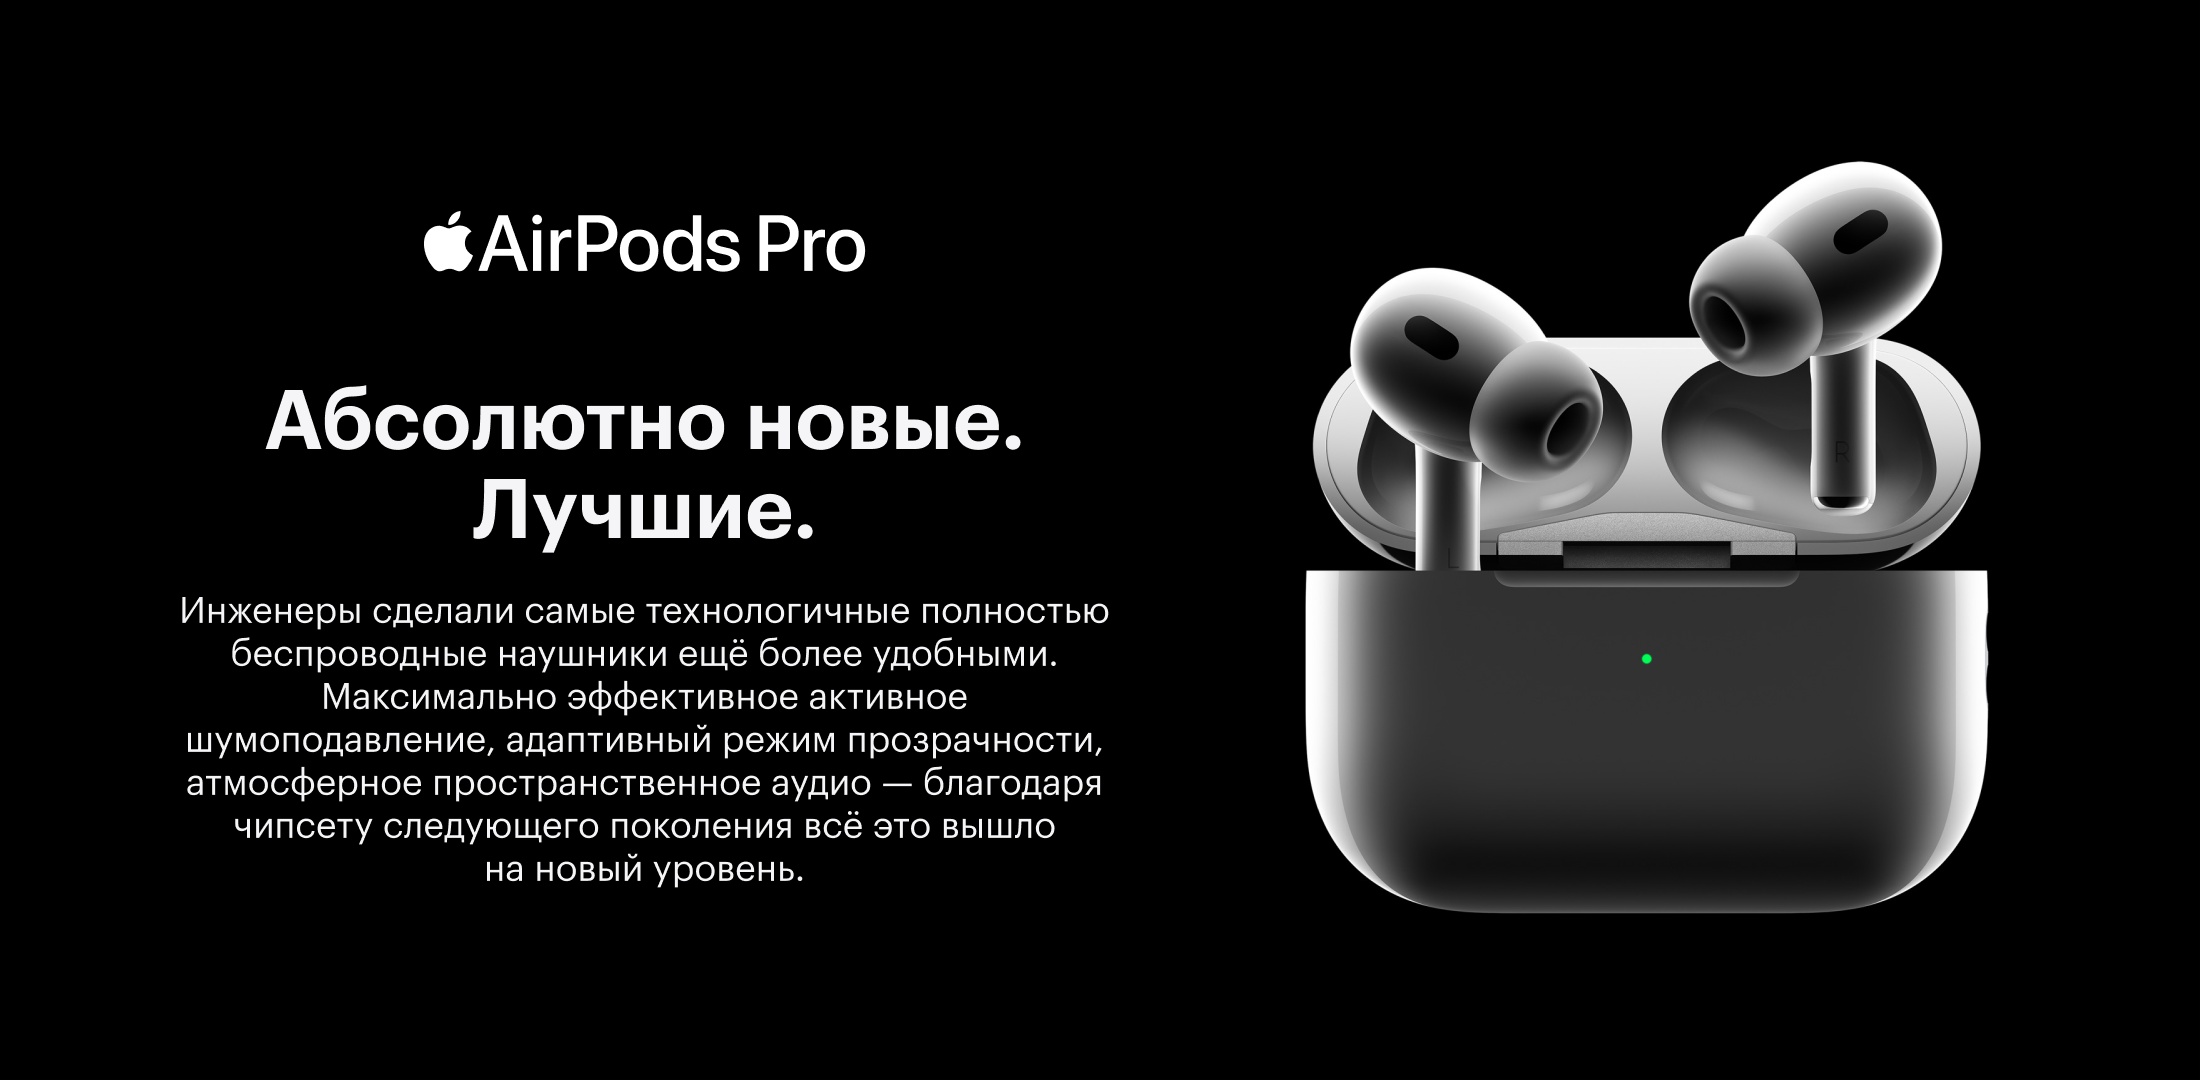 AirPods Pro
Абсолютно новые.
Лучшие.
Инженеры сделали самые технологичные полностью
беспроводные наушники ещё более удобными.
Максимально эффективное активное
шумоподавление, адаптивный режим прозрачности,
атмосферное пространственное аудио — благодаря
чипсету следующего поколения всё это вышло
на новый уровень.
R
L